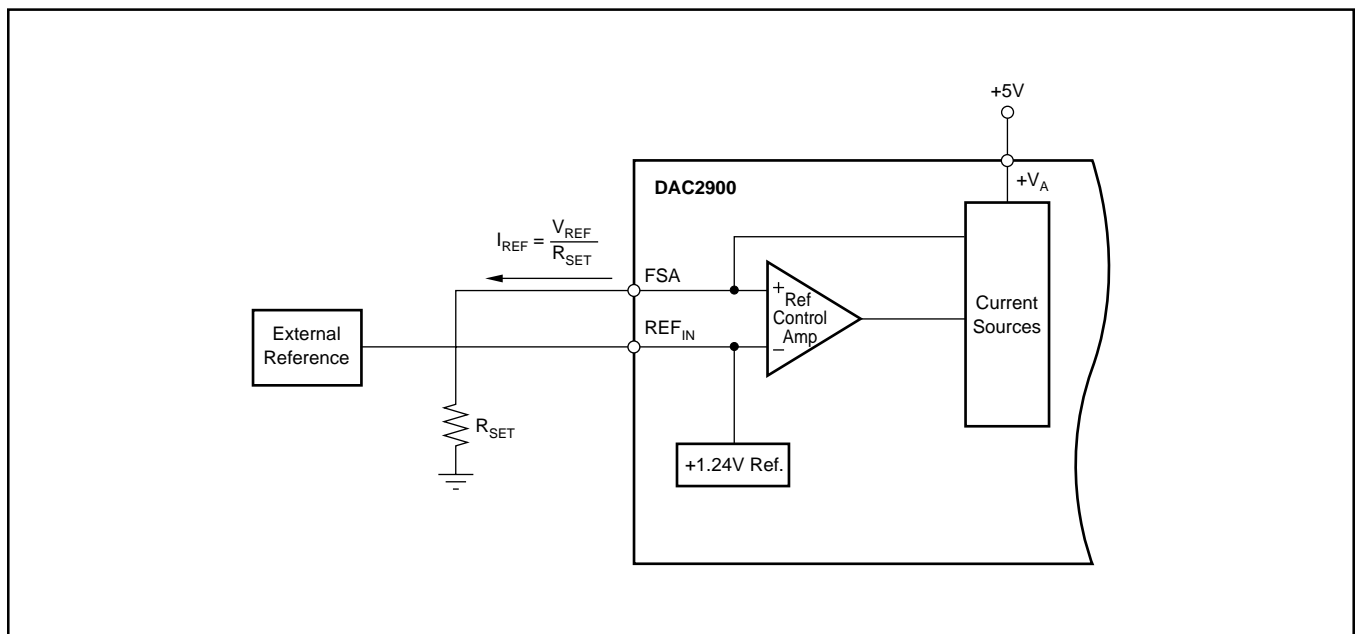 +5V
DAC2900
+V_A
I_REF = V_REF / R_SET
FSA
+
Ref
Control
Amp
−
Current
Sources
REF_IN
External
Reference
R_SET
+1.24V Ref.